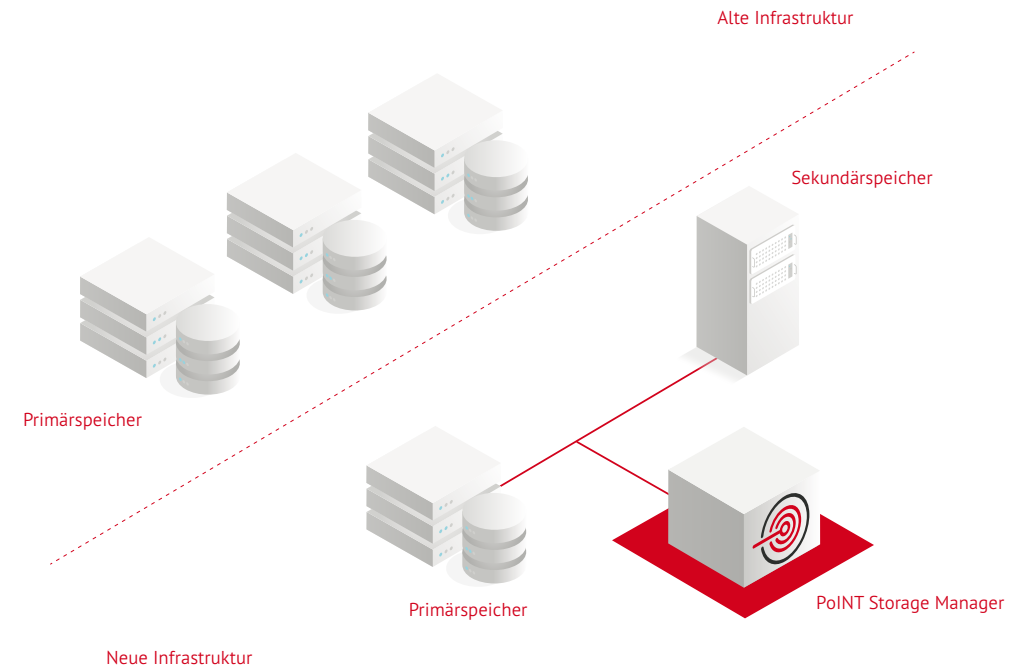 Alte Infrastruktur
Sekundärspeicher
Primärspeicher
Primärspeicher
PoINT Storage Manager
Neue Infrastruktur